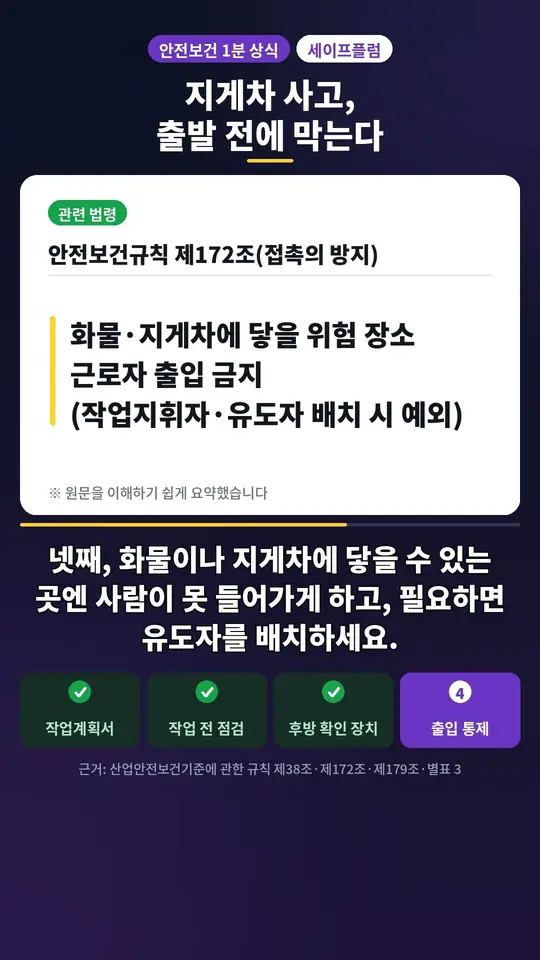 안전보건 1분 상식
세이프플럼
지게차 사고,
출발 전에 막는다
관련 법령
안전보건규칙 제172조(접촉의 방지)
화물·지게차에 닿을 위험 장소
근로자 출입 금지
(작업지휘자·유도자 배치 시 예외)
※ 원문을 이해하기 쉽게 요약했습니다
넷째, 화물이나 지게차에 닿을 수 있는
곳엔 사람이 못 들어가게 하고, 필요하면
유도자를 배치하세요.
작업계획서
작업 전 점검
후방 확인 장치
4
출입 통제
근거: 산업안전보건기준에 관한 규칙 제38조·제172조·제179조·별표 3